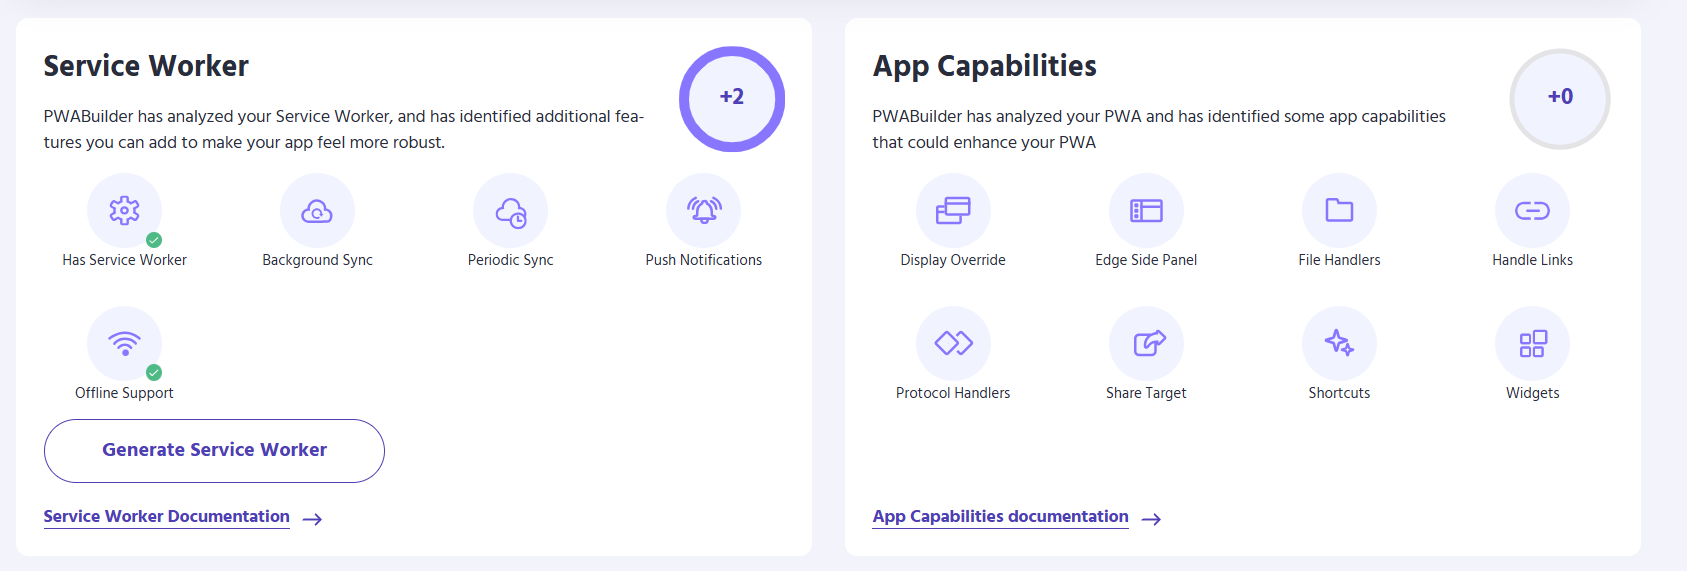 Service Worker
+2
PWABuilder has analyzed your Service Worker, and has identified additional fea-
tures you can add to make your app feel more robust.
Has Service Worker
Background Sync
Periodic Sync
Push Notifications
Offline Support
Generate Service Worker
Service Worker Documentation
App Capabilities
+0
PWABuilder has analyzed your PWA and has identified some app capabilities
that could enhance your PWA
Display Override
Edge Side Panel
File Handlers
Handle Links
Protocol Handlers
Share Target
Shortcuts
Widgets
App Capabilities documentation